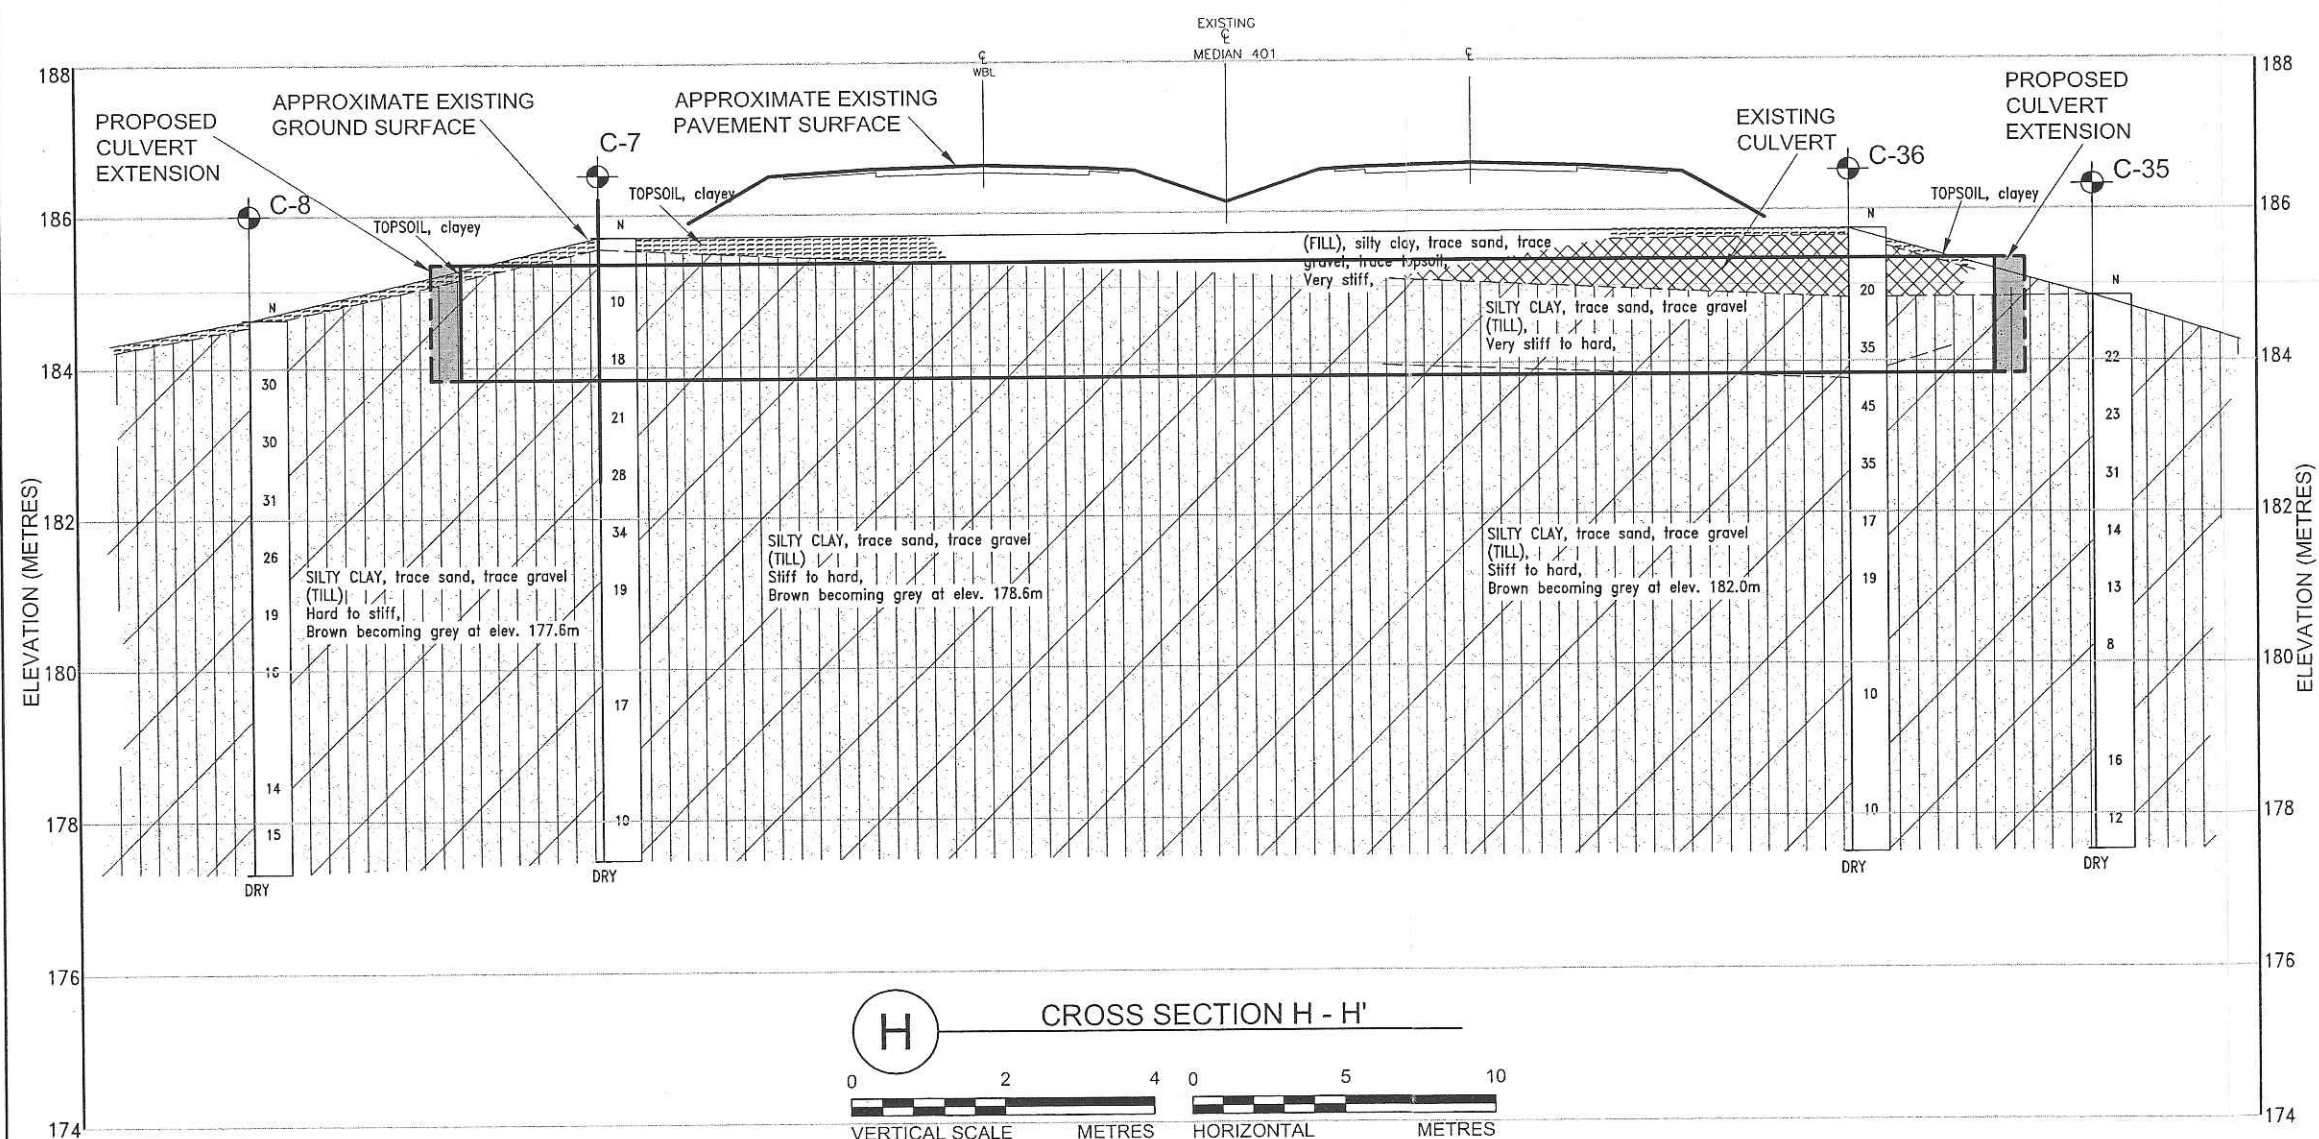 EXISTING
℄
MEDIAN 401
℄
WBL
℄
188
188
PROPOSED
CULVERT
EXTENSION
APPROXIMATE EXISTING
GROUND SURFACE
C-7
APPROXIMATE EXISTING
PAVEMENT SURFACE
EXISTING
CULVERT
C-36
PROPOSED
CULVERT
EXTENSION
C-35
C-8
TOPSOIL, clayey
TOPSOIL, clayey
TOPSOIL, clayey
186
186
N
N
N
N
(FILL), silty clay, trace sand, trace
gravel, trace topsoil,
Very stiff,
SILTY CLAY, trace sand, trace gravel
(TILL),
Very stiff to hard,
184
184
30
30
31
26
19
16
14
15
DRY
10
18
21
28
34
19
17
10
DRY
20
35
45
35
17
19
10
10
DRY
22
23
31
14
13
8
16
12
DRY
ELEVATION (METRES)
ELEVATION (METRES)
182
182
SILTY CLAY, trace sand, trace gravel
(TILL)
Hard to stiff,
Brown becoming grey at elev. 177.6m
SILTY CLAY, trace sand, trace gravel
(TILL)
Stiff to hard,
Brown becoming grey at elev. 178.6m
SILTY CLAY, trace sand, trace gravel
(TILL),
Stiff to hard,
Brown becoming grey at elev. 182.0m
180
180
178
178
176
176
174
174
H
CROSS SECTION H - H'
0 2 4
VERTICAL SCALE METRES
0 5 10
HORIZONTAL METRES